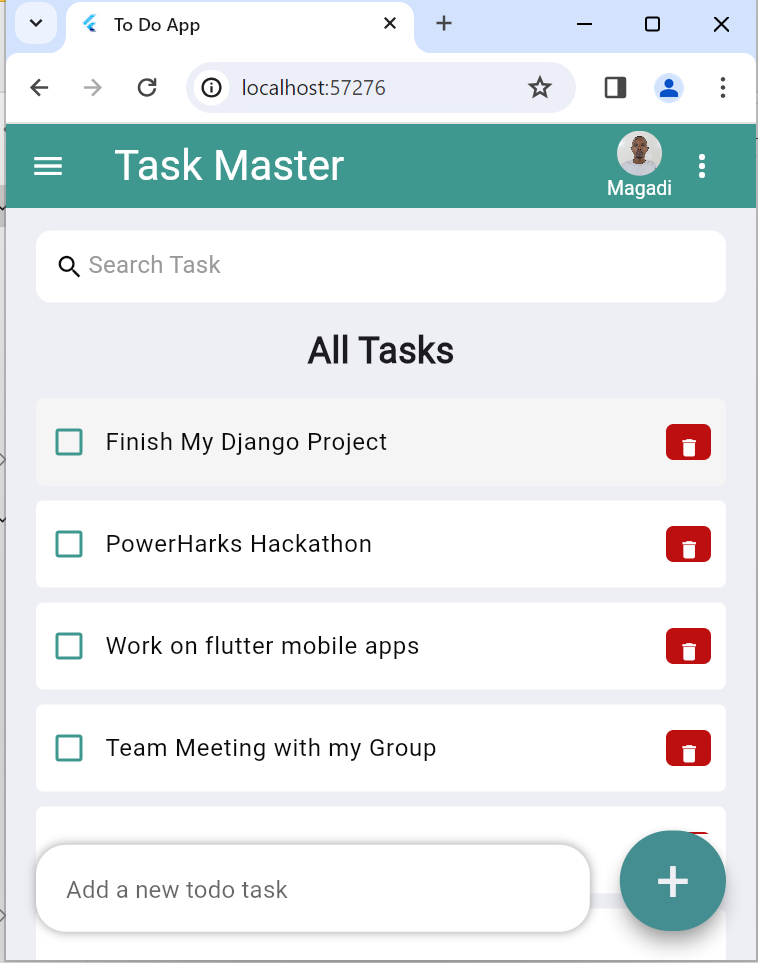 To Do App
localhost:57276
Task Master
Magadi
Search Task
All Tasks
Finish My Django Project
PowerHarks Hackathon
Work on flutter mobile apps
Team Meeting with my Group
Add a new todo task